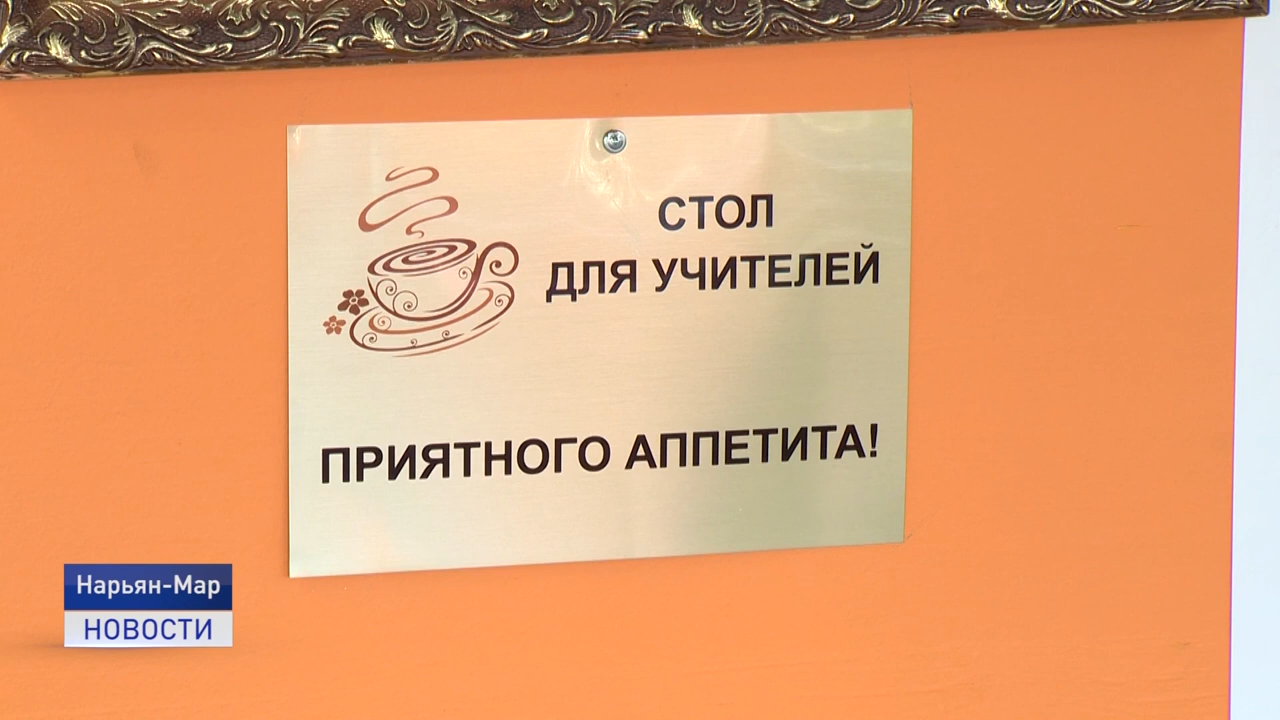 СТОЛ
ДЛЯ УЧИТЕЛЕЙ
ПРИЯТНОГО АППЕТИТА!
Нарьян-Мар
НОВОСТИ